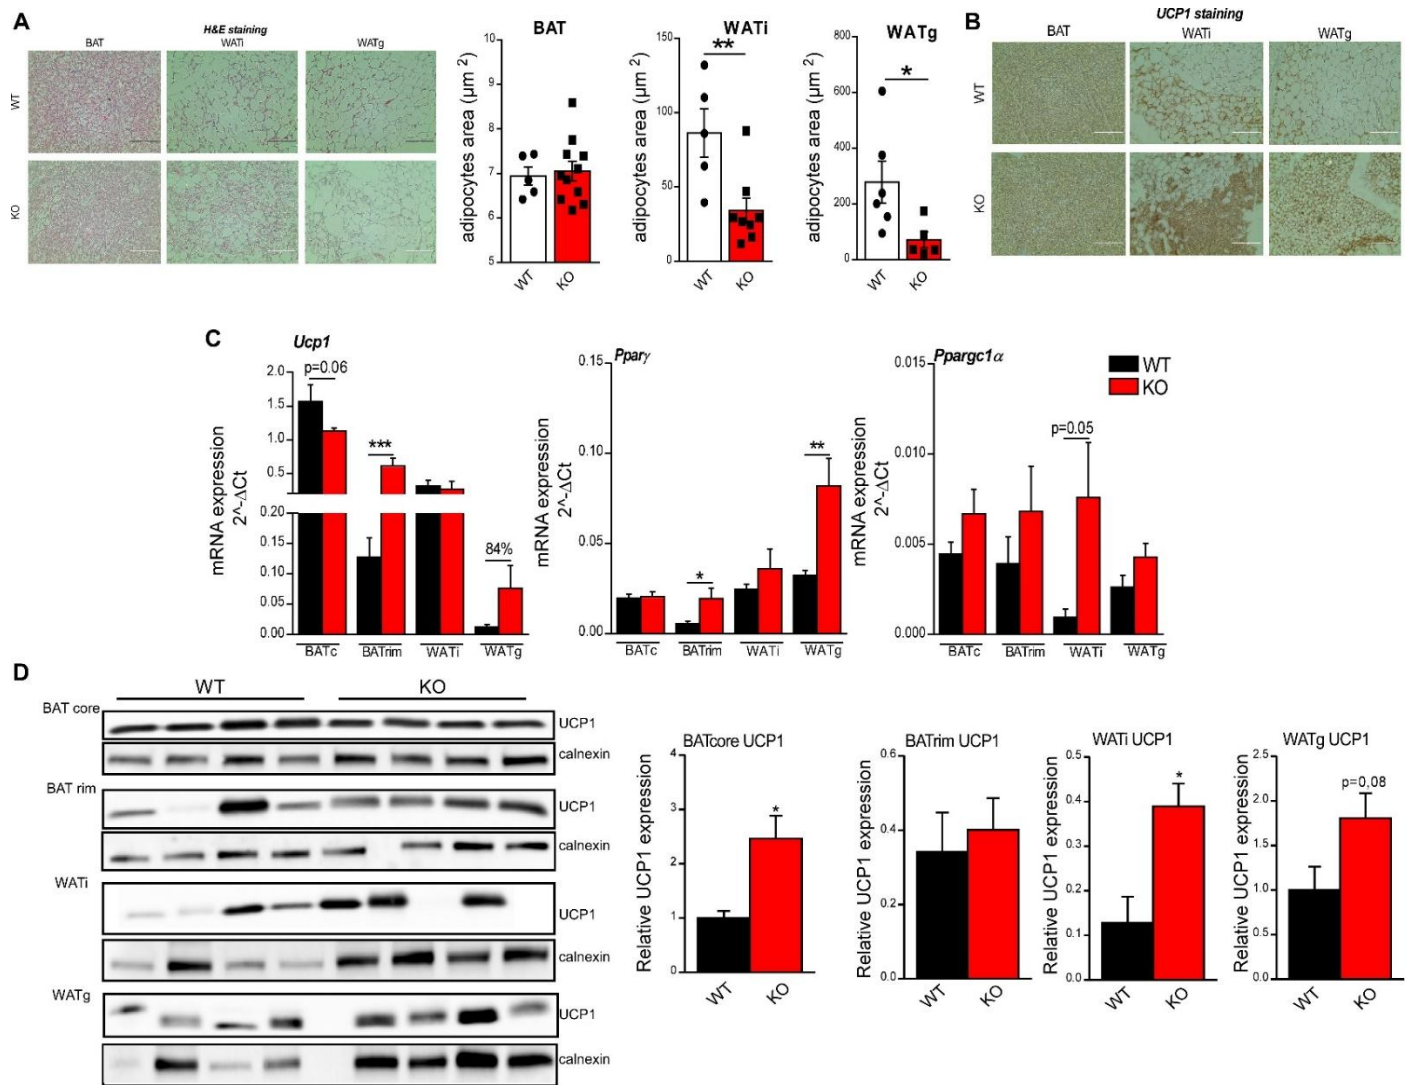 A
H&E staining
BAT WATi WATg
WT
KO
BAT
adipocytes area (µm²)
9
8
7
6
5
WT KO
WATi
**
adipocytes area (µm²)
150
100
50
0
WT KO
WATg
*
adipocytes area (µm²)
800
600
400
200
0
WT KO
B
UCP1 staining
BAT WATi WATg
WT
KO
C
Ucp1
p=0.06
***
84%
mRNA expression
2^-ΔCt
2.0
1.5
1.0
0.5
0.20
0.15
0.10
0.05
0.00
BATc BATrim WATi WATg
Pparγ
*
**
mRNA expression
2^-ΔCt
0.15
0.10
0.05
0.00
BATc BATrim WATi WATg
Ppargc1α
p=0.05
mRNA expression
2^-ΔCt
0.015
0.010
0.005
0.000
BATc BATrim WATi WATg
WT
KO
D
WT KO
BAT core
UCP1
calnexin
BAT rim
UCP1
calnexin
WATi
UCP1
calnexin
WATg
UCP1
calnexin
BATcore UCP1
*
Relative UCP1 expression
4
3
2
1
0
WT KO
BATrim UCP1
Relative UCP1 expression
0.6
0.4
0.2
0.0
WT KO
WATi UCP1
*
Relative UCP1 expression
0.5
0.4
0.3
0.2
0.1
0.0
WT KO
WATg UCP1
p=0,08
Relative UCP1 expression
2.5
2.0
1.5
1.0
0.5
0.0
WT KO